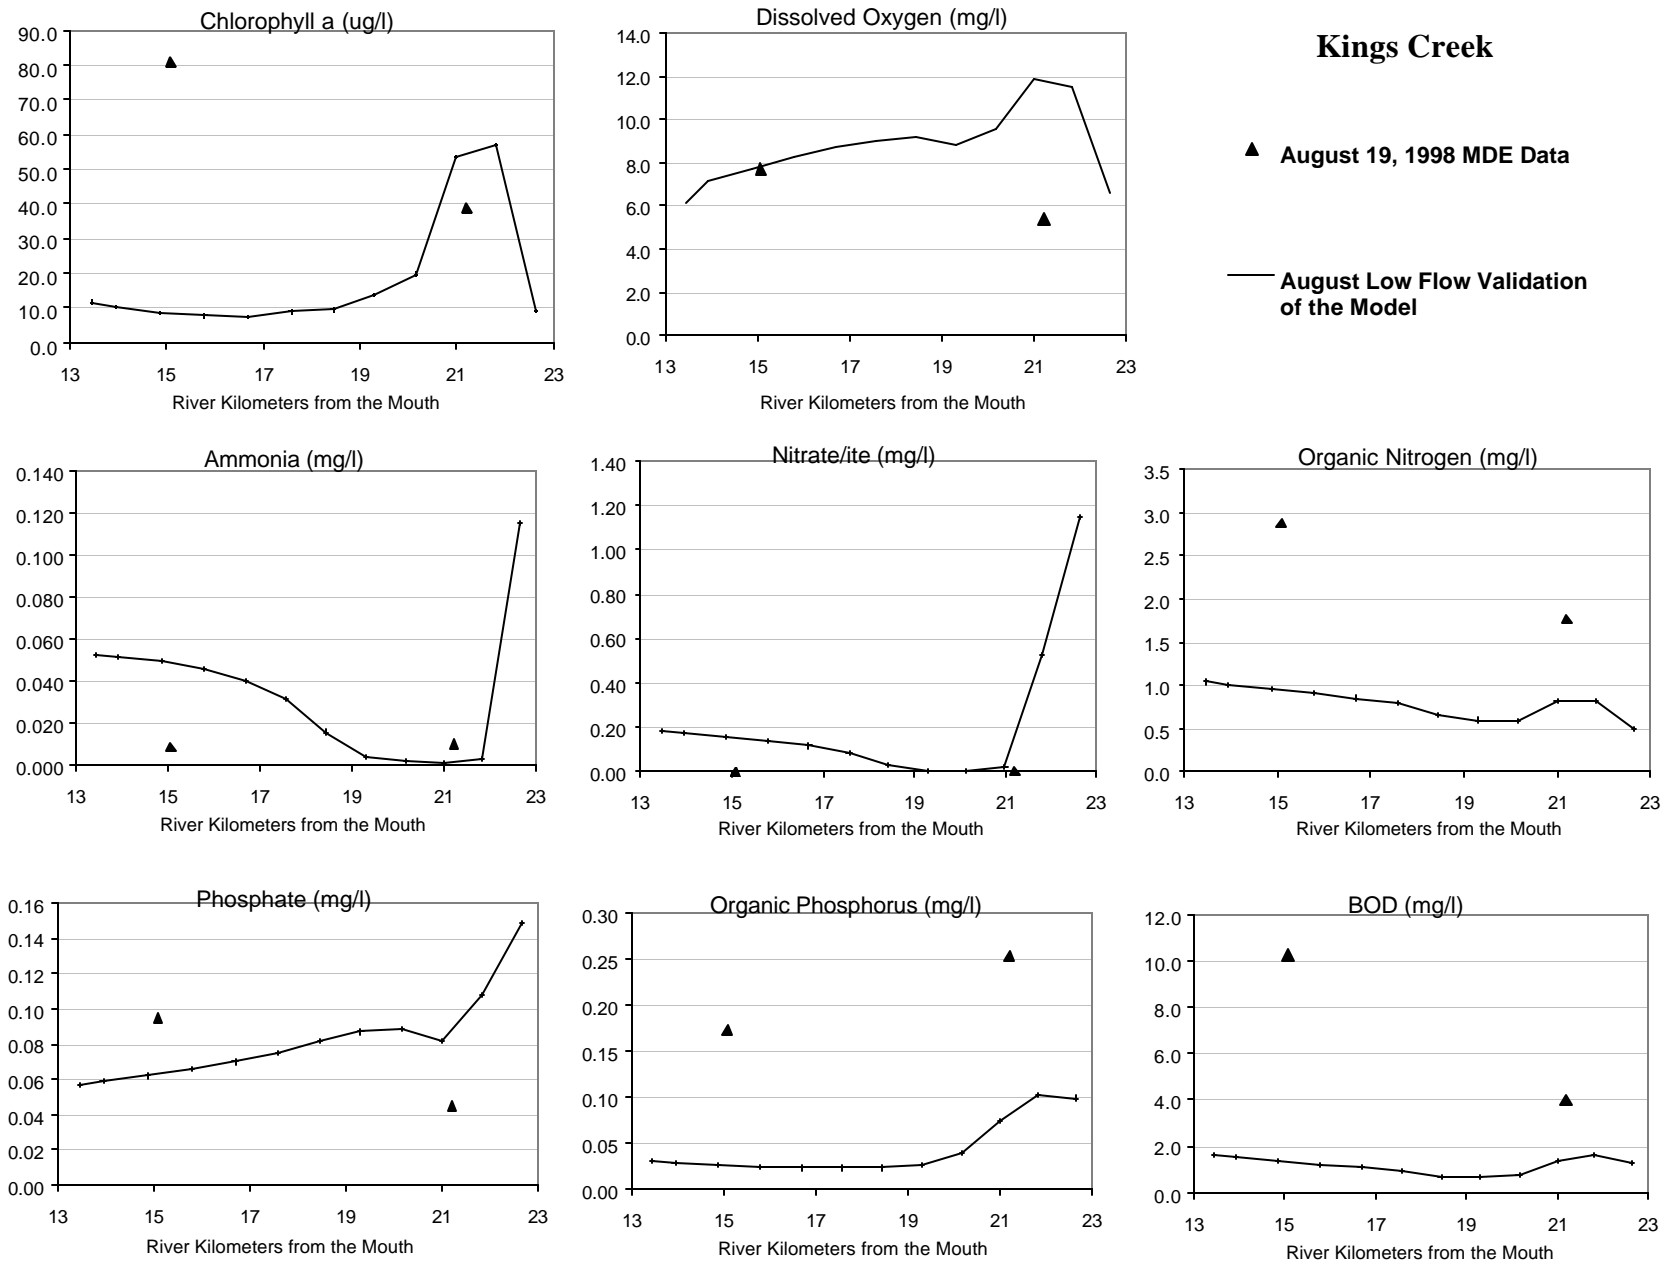 Chlorophyll a (ug/l)
90.0
80.0
70.0
60.0
50.0
40.0
30.0
20.0
10.0
0.0
13 15 17 19 21 23
River Kilometers from the Mouth
Dissolved Oxygen (mg/l)
14.0
12.0
10.0
8.0
6.0
4.0
2.0
0.0
13 15 17 19 21 23
River Kilometers from the Mouth
Kings Creek
August 19, 1998 MDE Data
August Low Flow Validation
of the Model
Ammonia (mg/l)
0.140
0.120
0.100
0.080
0.060
0.040
0.020
0.000
13 15 17 19 21 23
River Kilometers from the Mouth
Nitrate/ite (mg/l)
1.40
1.20
1.00
0.80
0.60
0.40
0.20
0.00
13 15 17 19 21 23
River Kilometers from the Mouth
Organic Nitrogen (mg/l)
3.5
3.0
2.5
2.0
1.5
1.0
0.5
0.0
13 15 17 19 21 23
River Kilometers from the Mouth
Phosphate (mg/l)
0.16
0.14
0.12
0.10
0.08
0.06
0.04
0.02
0.00
13 15 17 19 21 23
River Kilometers from the Mouth
Organic Phosphorus (mg/l)
0.30
0.25
0.20
0.15
0.10
0.05
0.00
13 15 17 19 21 23
River Kilometers from the Mouth
BOD (mg/l)
12.0
10.0
8.0
6.0
4.0
2.0
0.0
13 15 17 19 21 23
River Kilometers from the Mouth